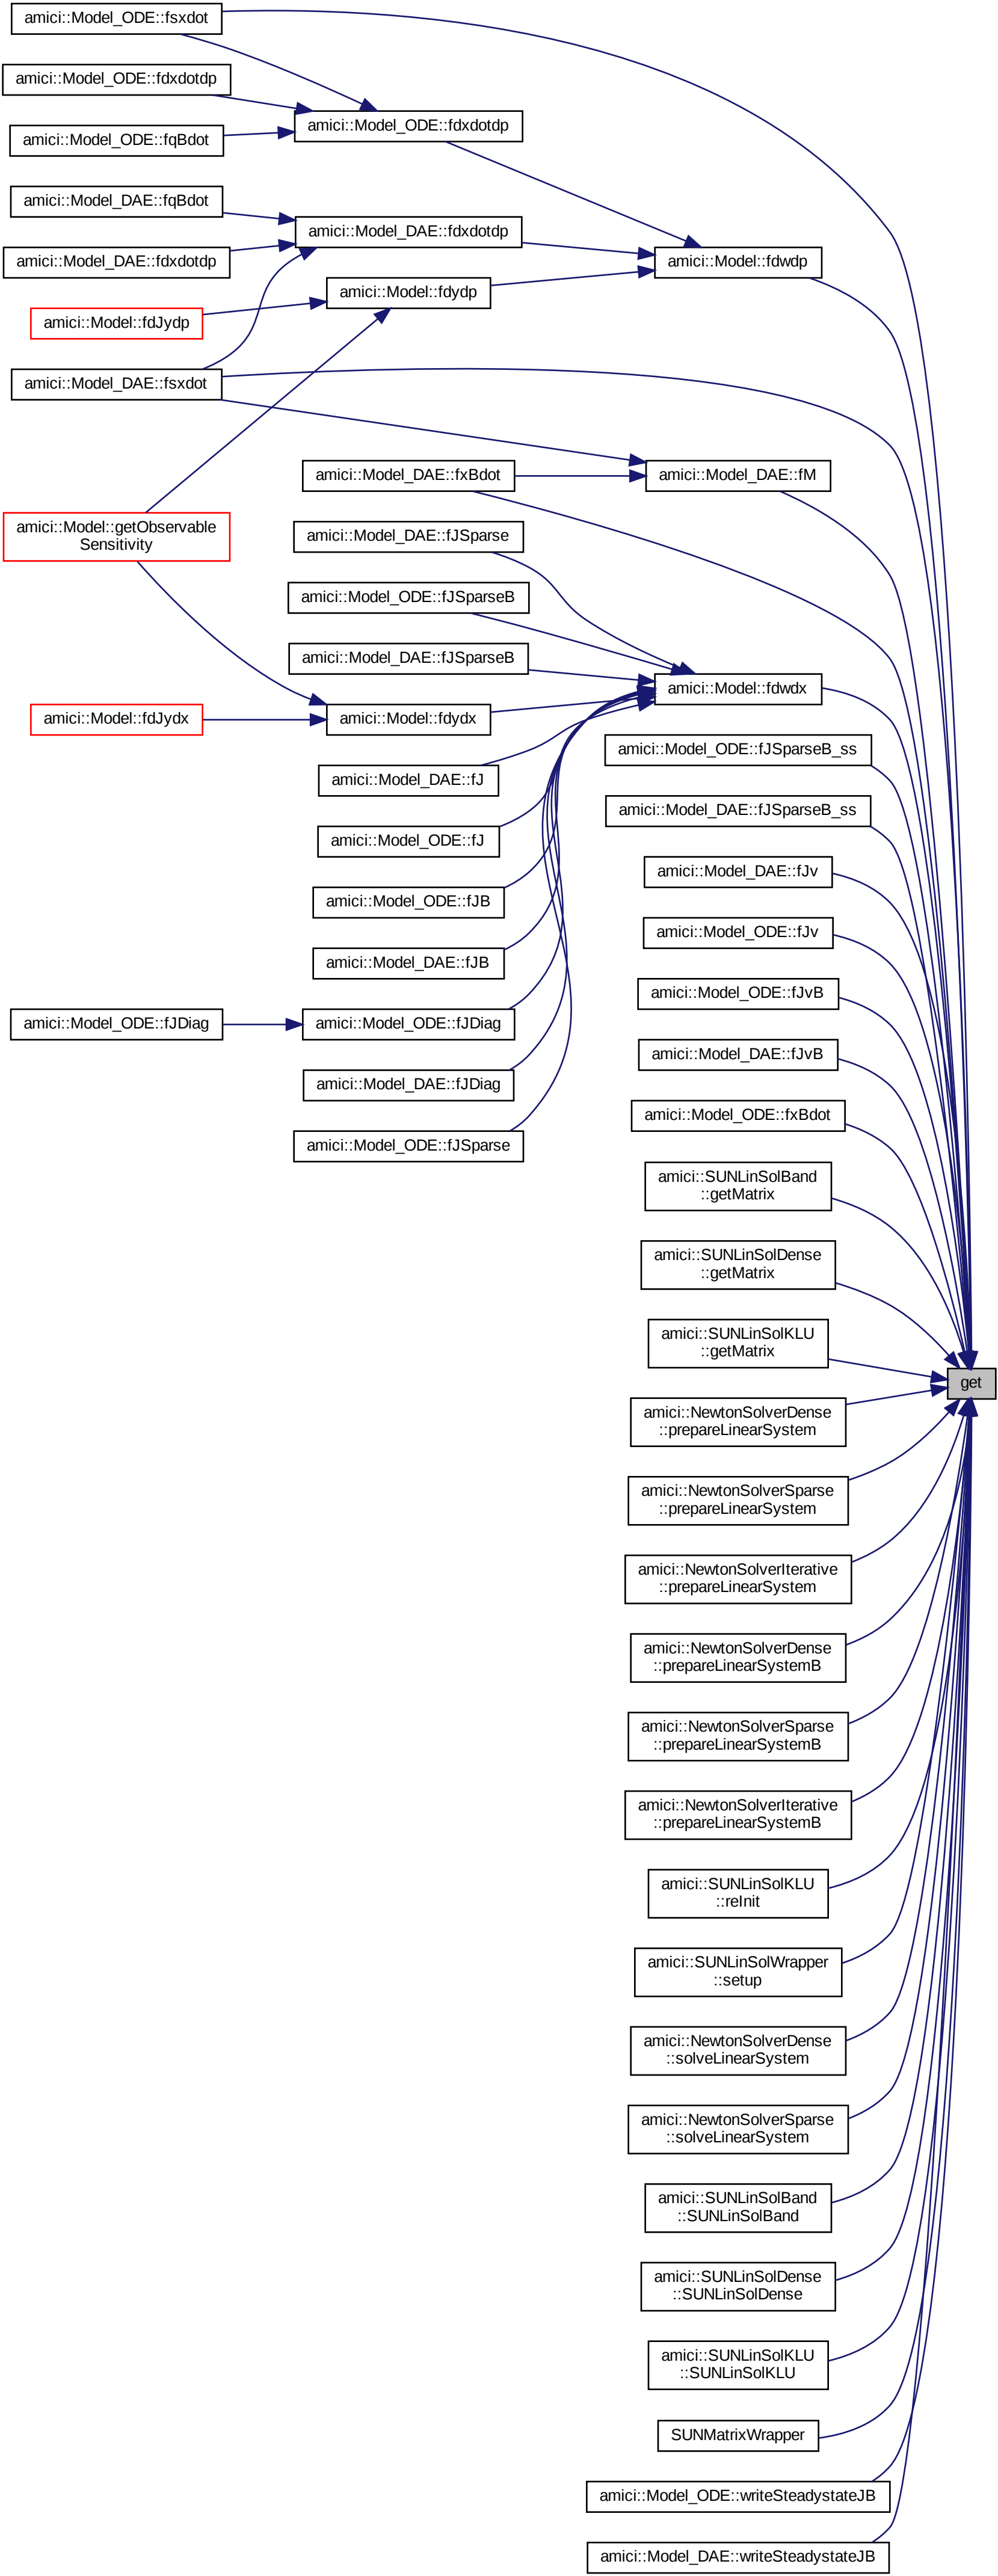 amici::Model_ODE::fsxdot
amici::Model_ODE::fdxdotdp
amici::Model_ODE::fdxdotdp
amici::Model_ODE::fqBdot
amici::Model_DAE::fqBdot
amici::Model_DAE::fdxdotdp
amici::Model_DAE::fdxdotdp
amici::Model::fdwdp
amici::Model::fdydp
amici::Model::fdJydp
amici::Model_DAE::fsxdot
amici::Model_DAE::fxBdot
amici::Model_DAE::fM
amici::Model::getObservable
Sensitivity
amici::Model_DAE::fJSparse
amici::Model_ODE::fJSparseB
amici::Model_DAE::fJSparseB
amici::Model::fdwdx
amici::Model::fdJydx
amici::Model::fdydx
amici::Model_ODE::fJSparseB_ss
amici::Model_DAE::fJ
amici::Model_DAE::fJSparseB_ss
amici::Model_ODE::fJ
amici::Model_DAE::fJv
amici::Model_ODE::fJB
amici::Model_ODE::fJv
amici::Model_DAE::fJB
amici::Model_ODE::fJvB
amici::Model_ODE::fJDiag
amici::Model_ODE::fJDiag
amici::Model_DAE::fJvB
amici::Model_DAE::fJDiag
amici::Model_ODE::fxBdot
amici::Model_ODE::fJSparse
amici::SUNLinSolBand
::getMatrix
amici::SUNLinSolDense
::getMatrix
amici::SUNLinSolKLU
::getMatrix
get
amici::NewtonSolverDense
::prepareLinearSystem
amici::NewtonSolverSparse
::prepareLinearSystem
amici::NewtonSolverIterative
::prepareLinearSystem
amici::NewtonSolverDense
::prepareLinearSystemB
amici::NewtonSolverSparse
::prepareLinearSystemB
amici::NewtonSolverIterative
::prepareLinearSystemB
amici::SUNLinSolKLU
::reInit
amici::SUNLinSolWrapper
::setup
amici::NewtonSolverDense
::solveLinearSystem
amici::NewtonSolverSparse
::solveLinearSystem
amici::SUNLinSolBand
::SUNLinSolBand
amici::SUNLinSolDense
::SUNLinSolDense
amici::SUNLinSolKLU
::SUNLinSolKLU
SUNMatrixWrapper
amici::Model_ODE::writeSteadystateJB
amici::Model_DAE::writeSteadystateJB